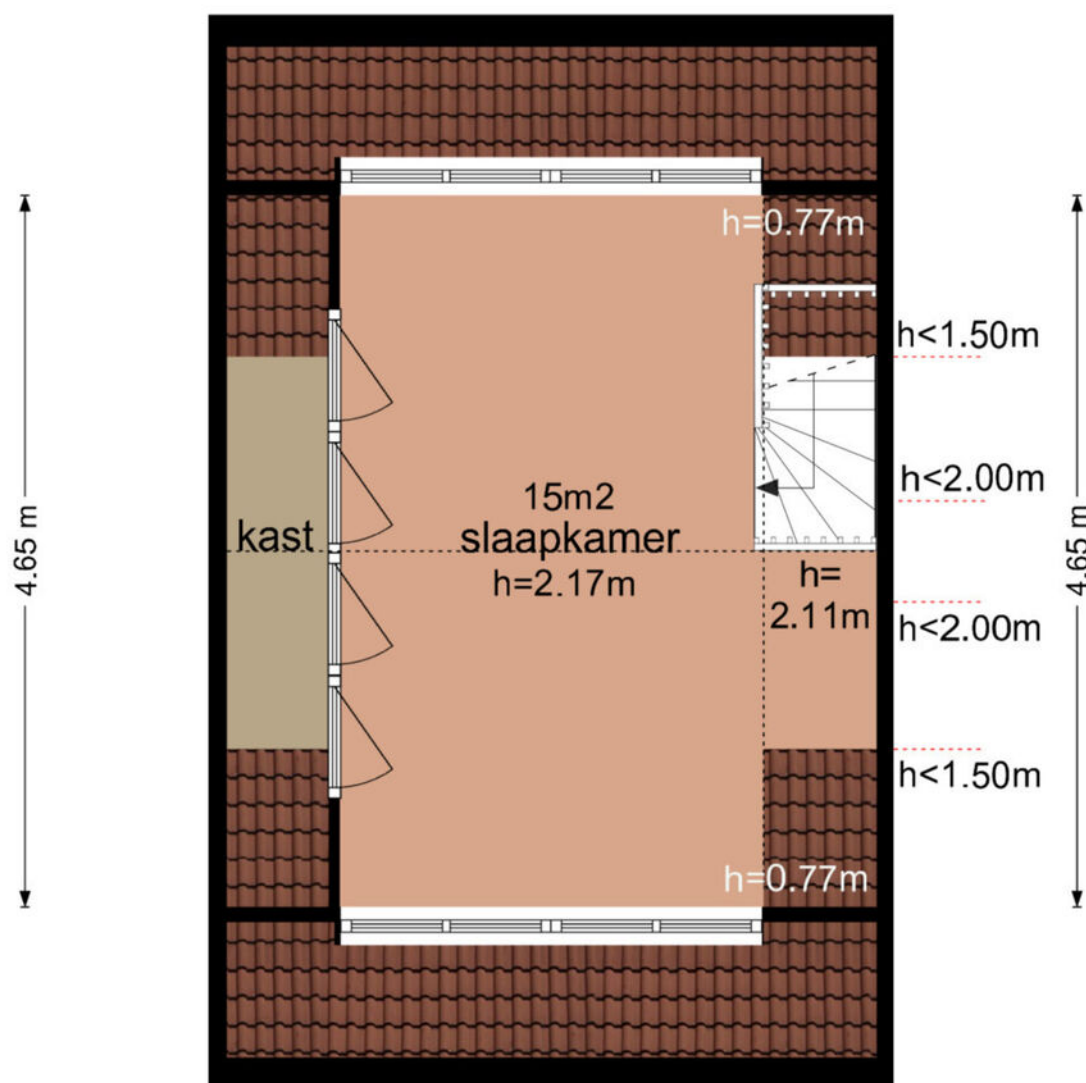 h=0.77m
h<1.50m
h<2.00m
15m2
kast
slaapkamer
h=2.17m
h=
2.11m
4.65 m
4.65 m
h<2.00m
h<1.50m
h=0.77m